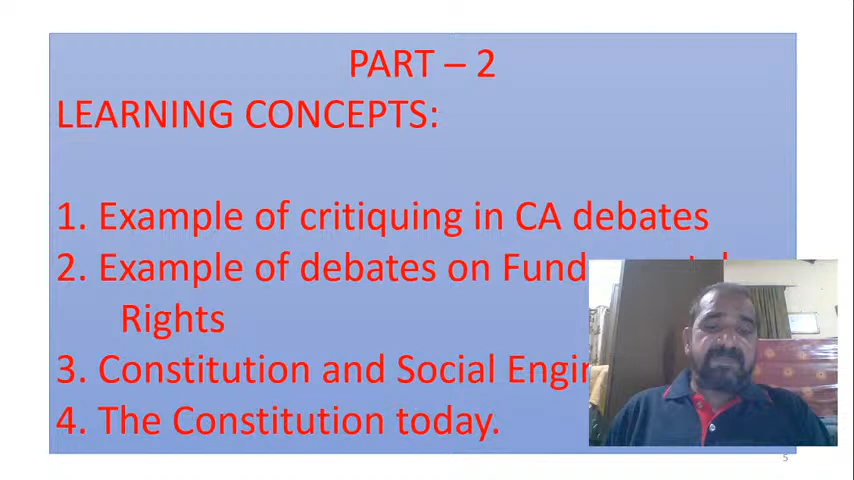 PART – 2
LEARNING CONCEPTS:
1. Example of critiquing in CA debates
2. Example of debates on
Rights
3. Constitution and Social
4. The Constitution today.
5